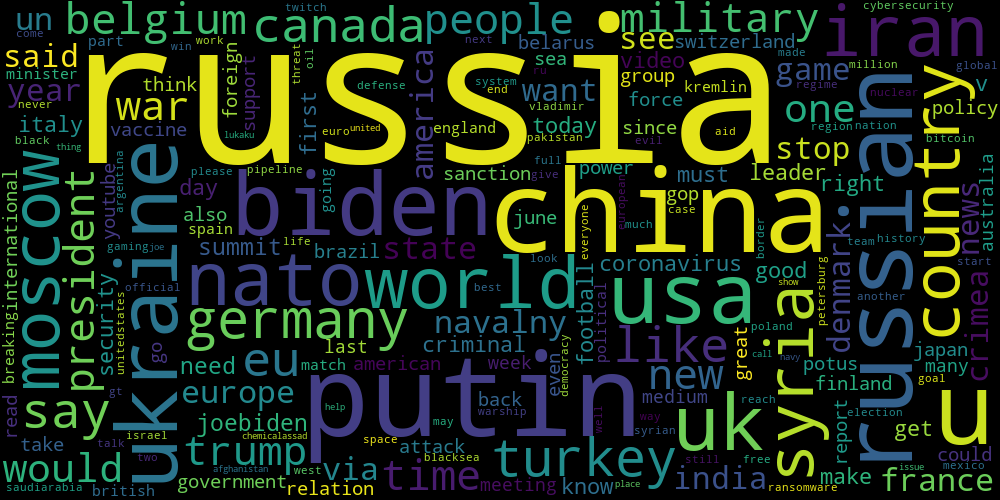 twitch
cybersecurity
un
belgium
canada
people
military
iran
come
part
win
work
next
belarus
see
switzerland
made
million
global
said
minister
think
foreign
support
threat
oil
russia
america
sea
video
group
kremlin
game
v
year
never
war
defense
system
want
force
vladimir
end
regime
nuclear
policy
italy
black
thing
vaccine
lukaku
first
euro
united
england
pakistan
ru
today
since
evil
aid
one
region
nation
bitcoin
argentina
please
pipeline
sanction
full
give
power
must
gop
case
stop
leader
right
russian
country
news
australia
moscow
president
ukraine
youtube
day
going
biden
european
china
also
spain
june
everyone
much
border
denmark
team
history
start
gaming
joe
summit
life
brazil
state
look
coronavirus
good
show
petersburg
another
crimea
breakinginternational
security
official
unitedstates
go
nato
world
best
football
usa
syria
germany
navalny
political
like
great
poland
call
navy
potus
japan
many
goal
criminal
last
match
american
week
even
democracy
need
eu
europe
putin
new
finland
read
gt
help
back
warship
may
well
way
medium
syrian
reach
election
report
get
u
say
joebiden
chemicalassad
space
blacksea
uk
take
talk
israel
two
trump
attack
turkey
still
free
could
issue
mexico
would
afghanistan
west
via
know
place
india
make
saudiarabia
british
government
relation
time
meeting
ransomware
france